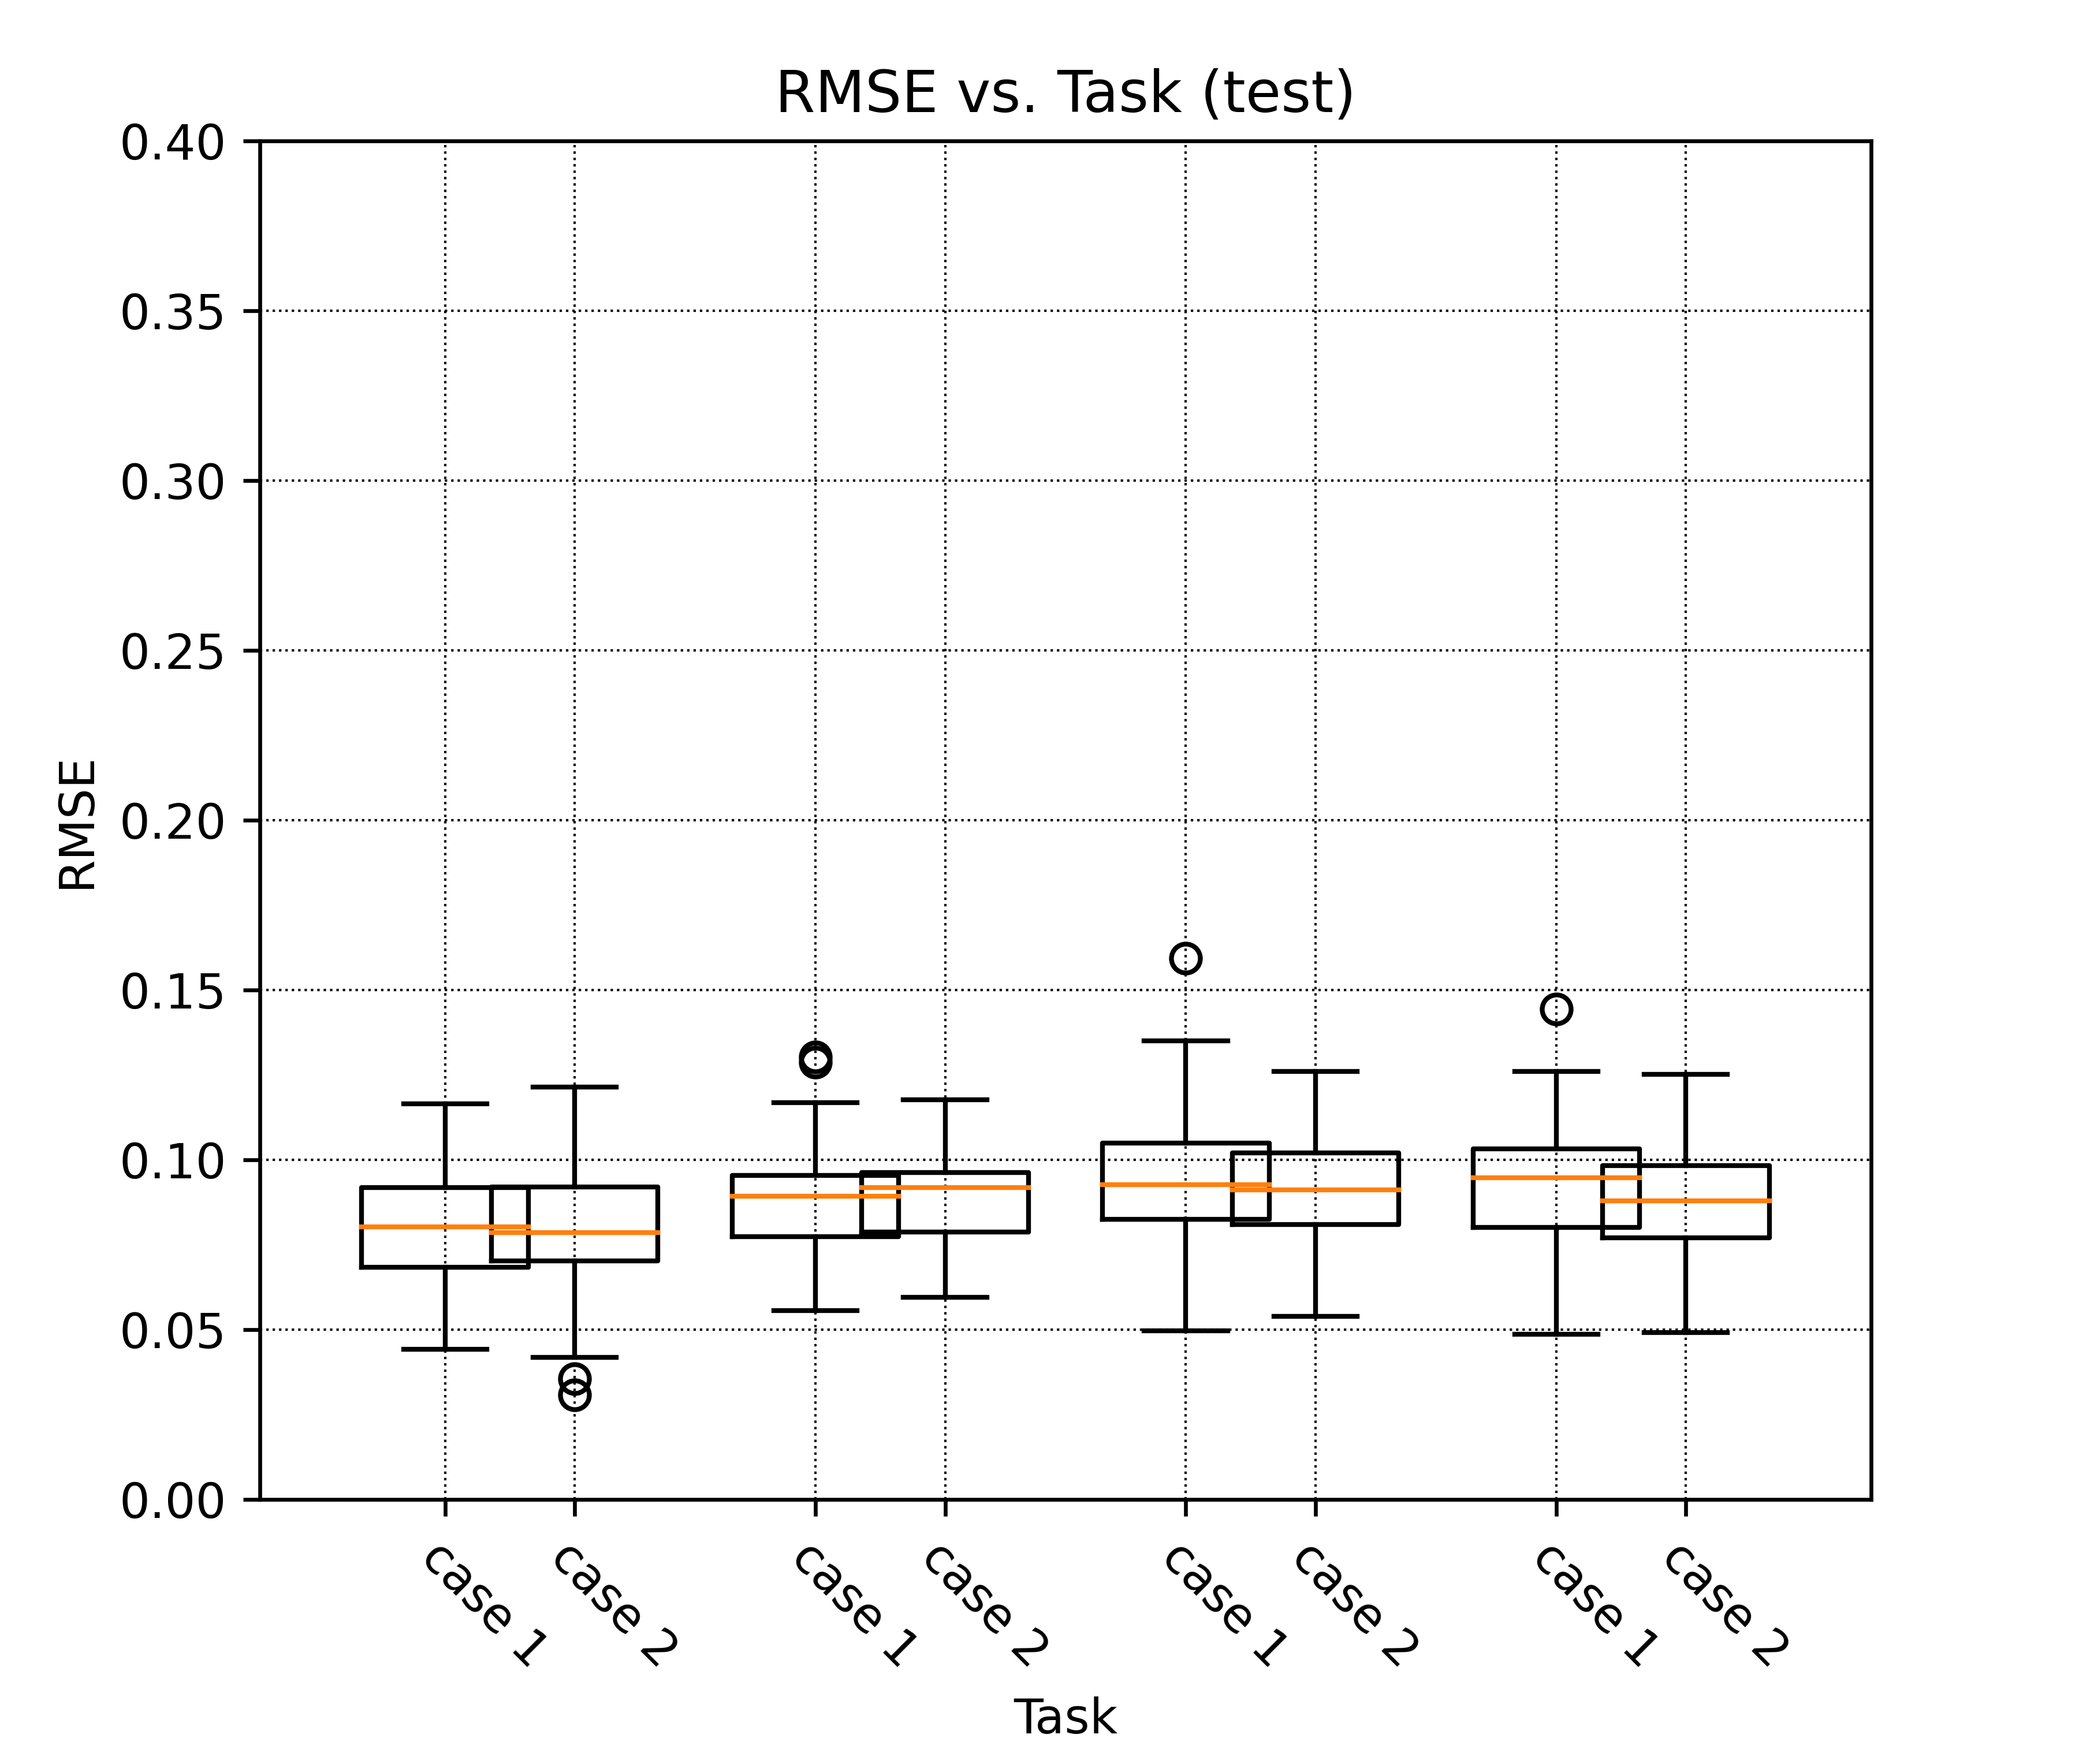 RMSE vs. Task (test)
RMSE
0.40
0.35
0.30
0.25
0.20
0.15
0.10
0.05
0.00
case 1
case 2
case 1
case 2
case 1
case 2
case 1
case 2
Task